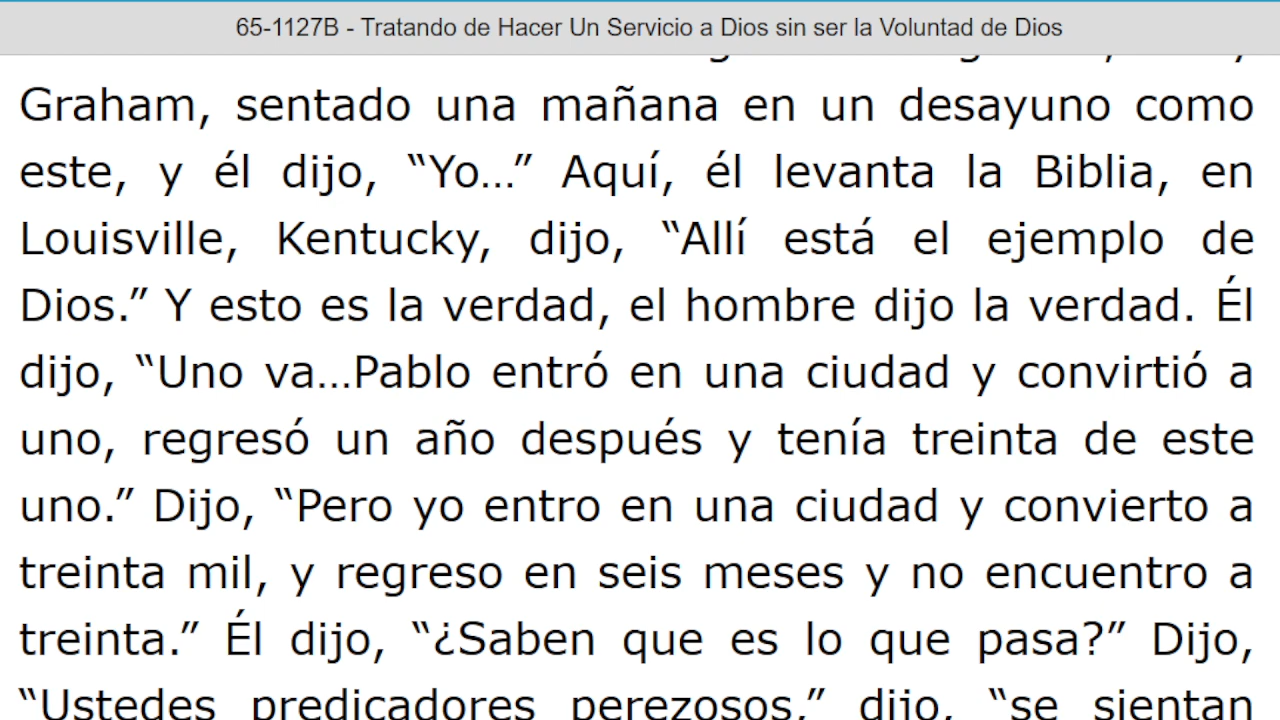 65-1127B - Tratando de Hacer Un Servicio a Dios sin ser la Voluntad de Dios
Graham, sentado una mañana en un desayuno como
este, y él dijo, “Yo...” Aquí, él levanta la Biblia, en
Louisville, Kentucky, dijo, “Allí está el ejemplo de
Dios.” Y esto es la verdad, el hombre dijo la verdad. Él
dijo, “Uno va...Pablo entró en una ciudad y convirtió a
uno, regresó un año después y tenía treinta de este
uno.” Dijo, “Pero yo entro en una ciudad y convierto a
treinta mil, y regreso en seis meses y no encuentro a
treinta.” Él dijo, “¿Saben que es lo que pasa?” Dijo,
“Ustedes predicadores perezosos,” dijo, “se sientan